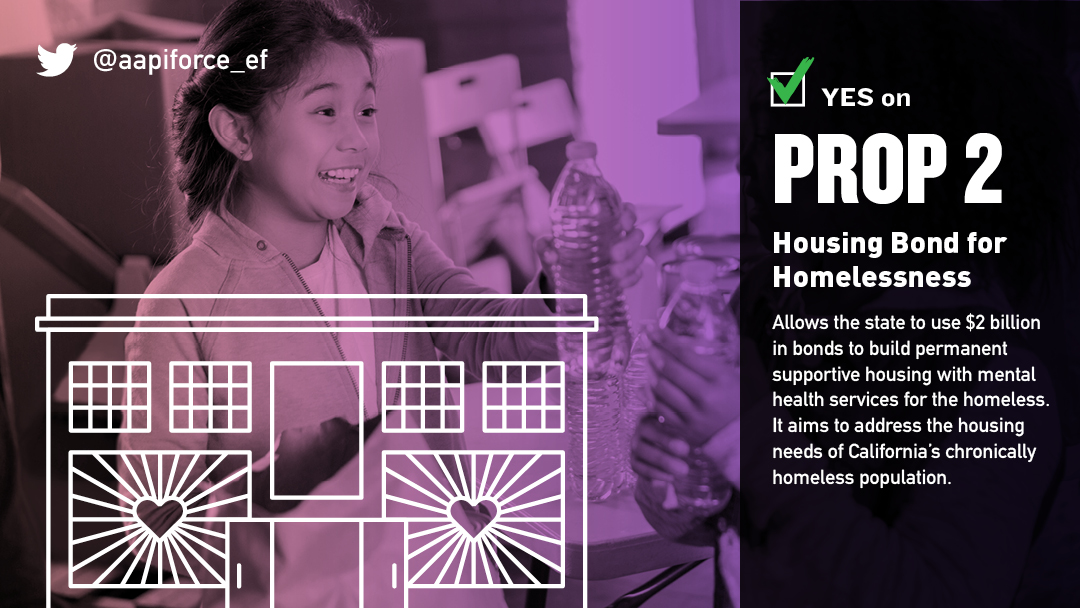 @aapiforce_ef
YES on
PROP 2
Housing Bond for
Homelessness
Allows the state to use $2 billion
in bonds to build permanent
supportive housing with mental
health services for the homeless.
It aims to address the housing
needs of California's chronically
homeless population.